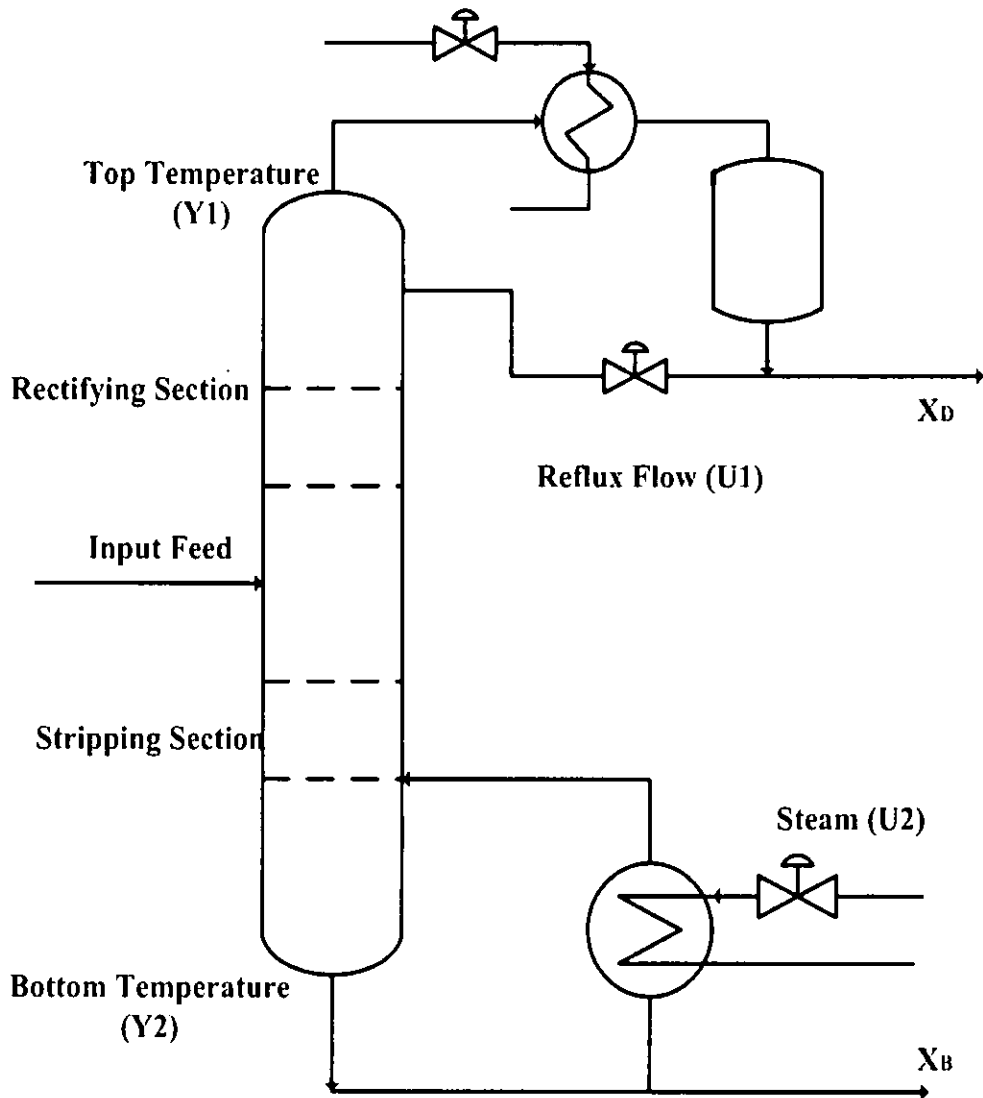 Top Temperature
(Y1)
Rectifying Section
XD
Reflux Flow (U1)
Input Feed
Stripping Section
Steam (U2)
Bottom Temperature
(Y2)
XB